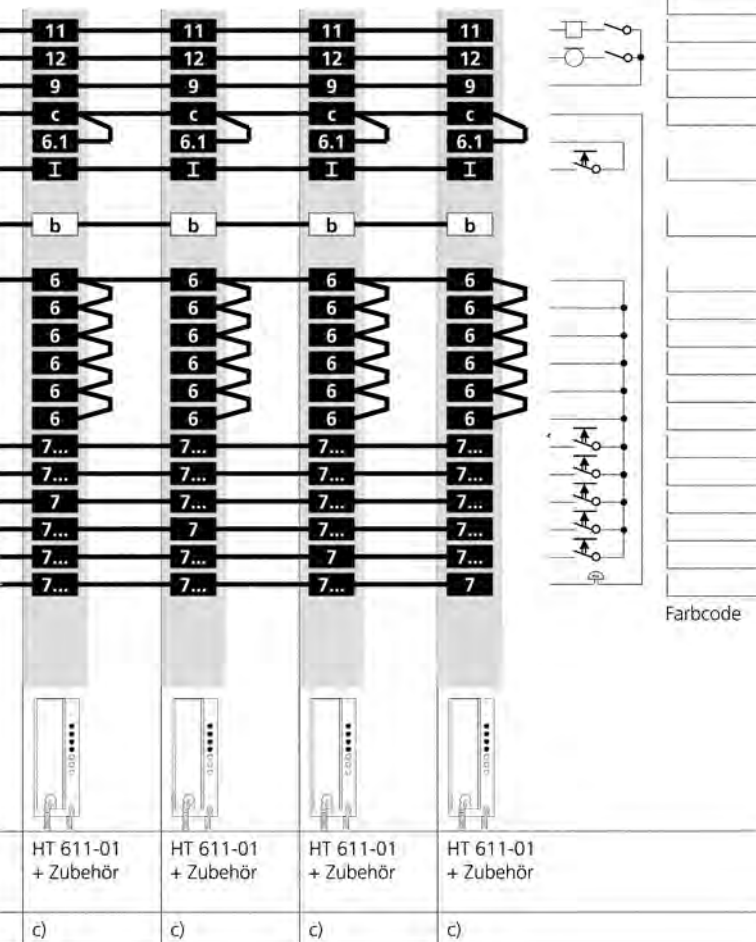 11 11 11 11
12 12 12 12
9 9 9 9
c c c c
6.1 6.1 6.1 6.1
I I I I
b b b b
6 6 6 6
6 6 6 6
6 6 6 6
6 6 6 6
6 6 6 6
6 6 6 6
7... 7... 7... 7...
7... 7... 7... 7...
7 7... 7... 7...
7... 7 7... 7...
7... 7... 7 7...
7... 7... 7... 7
Farbcode
HT 611-01 HT 611-01 HT 611-01 HT 611-01
+ Zubehör + Zubehör + Zubehör + Zubehör
c) c) c) c)